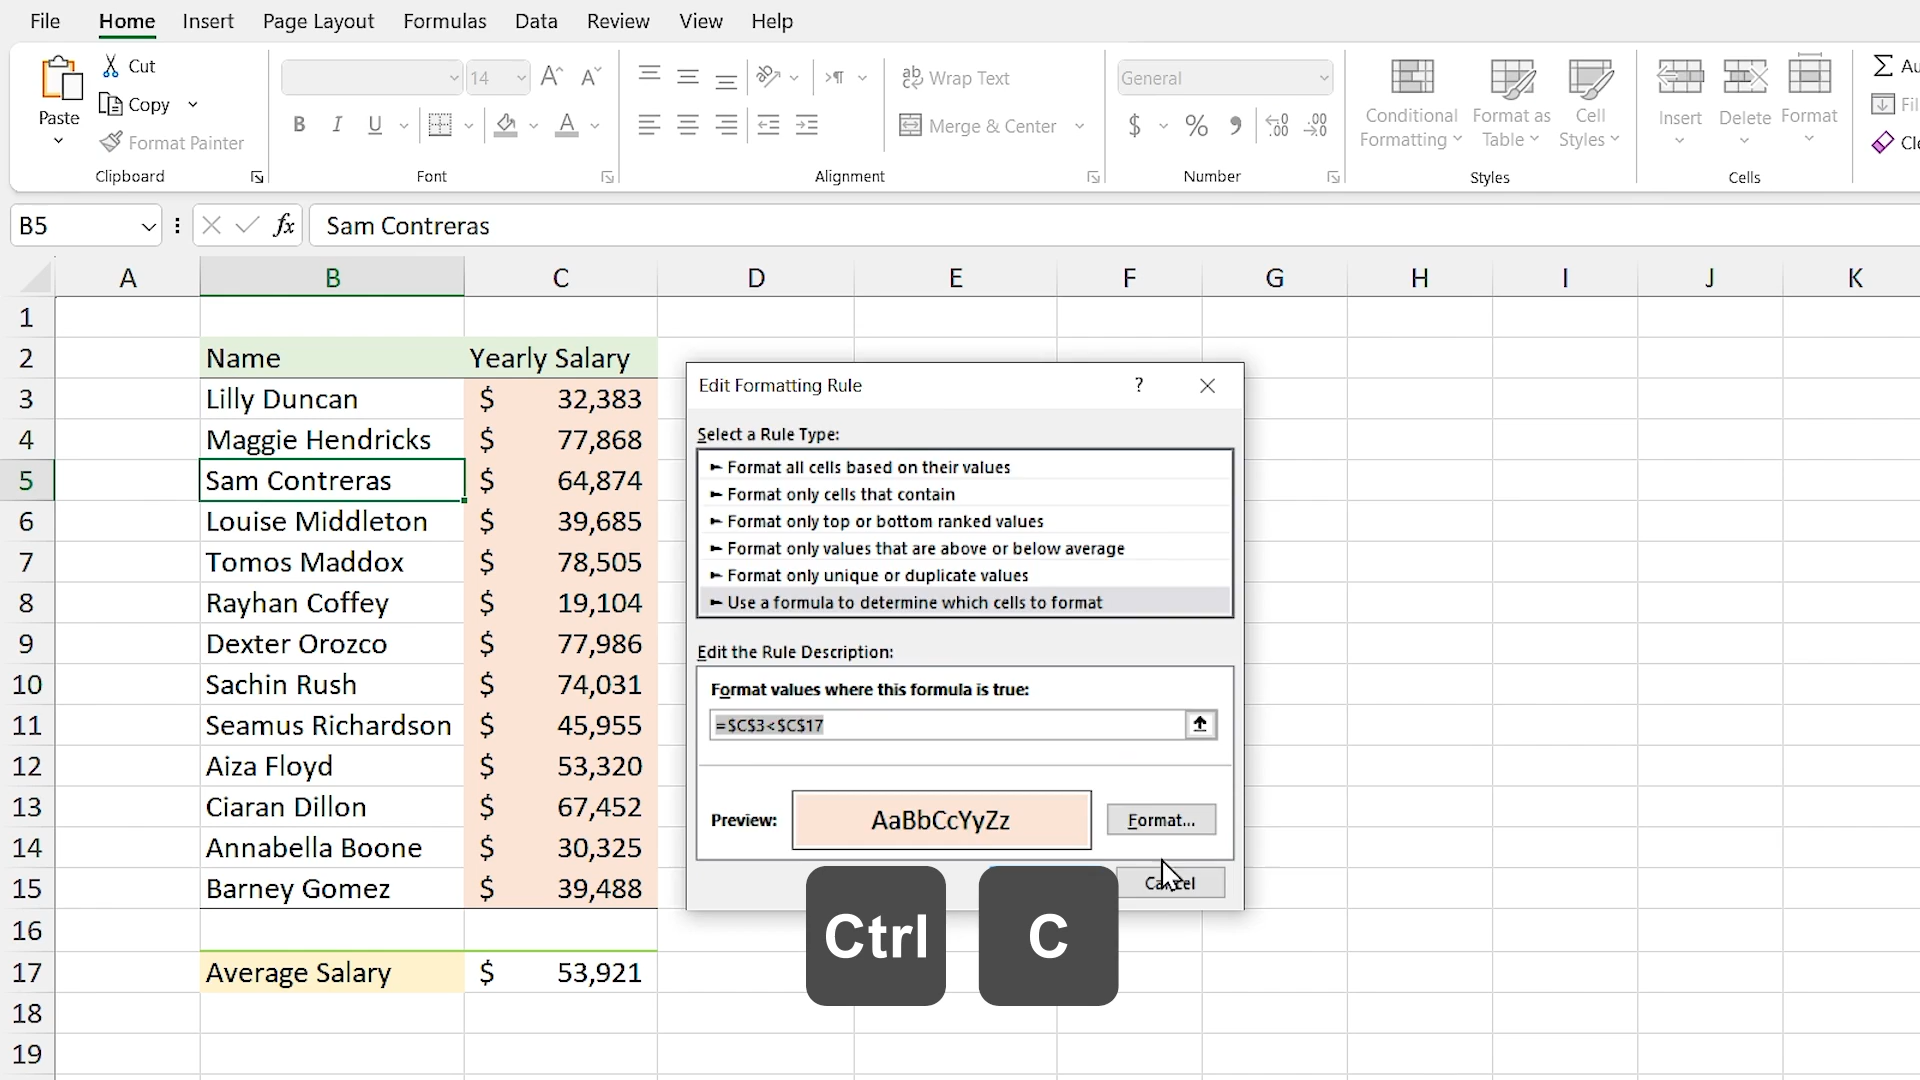 File Home Insert Page Layout Formulas Data Review View Help
Paste
Cut
Copy
Format Painter
Clipboard
14
B I U A
Font
Wrap Text
Merge & Center
Alignment
General
$ % 9
Number
Conditional Formatting
Format as Table
Cell Styles
Styles
Insert
Delete
Format
Cells
B5
fx
Sam Contreras
A B C D E F G H I J K
1
2 Name Yearly Salary
3 Lilly Duncan $ 32,383
4 Maggie Hendricks $ 77,868
5 Sam Contreras $ 64,874
6 Louise Middleton $ 39,685
7 Tomos Maddox $ 78,505
8 Rayhan Coffey $ 19,104
9 Dexter Orozco $ 77,986
10 Sachin Rush $ 74,031
11 Seamus Richardson $ 45,955
12 Aiza Floyd $ 53,320
13 Ciaran Dillon $ 67,452
14 Annabella Boone $ 30,325
15 Barney Gomez $ 39,488
16
17 Average Salary $ 53,921
18
19
Edit Formatting Rule ?
Select a Rule Type:
► Format all cells based on their values
► Format only cells that contain
► Format only top or bottom ranked values
► Format only values that are above or below average
► Format only unique or duplicate values
► Use a formula to determine which cells to format
Edit the Rule Description:
Format values where this formula is true:
=$C$3<$C$17
Preview:
AaBbCcYyZz
Format...
Cancel
Ctrl C